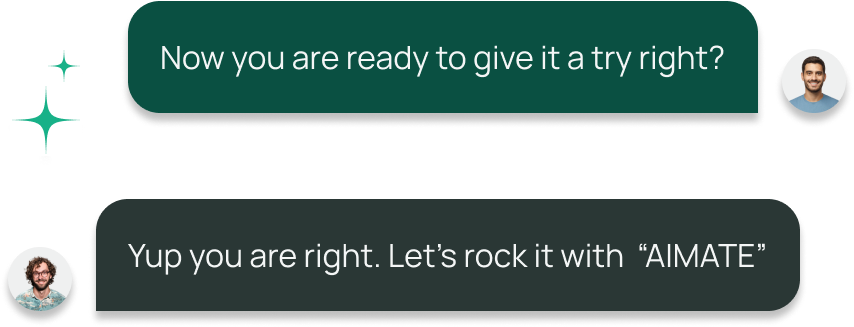 Now you are ready to give it a try right?
Yup you are right. Let's rock it with “AIMATE”